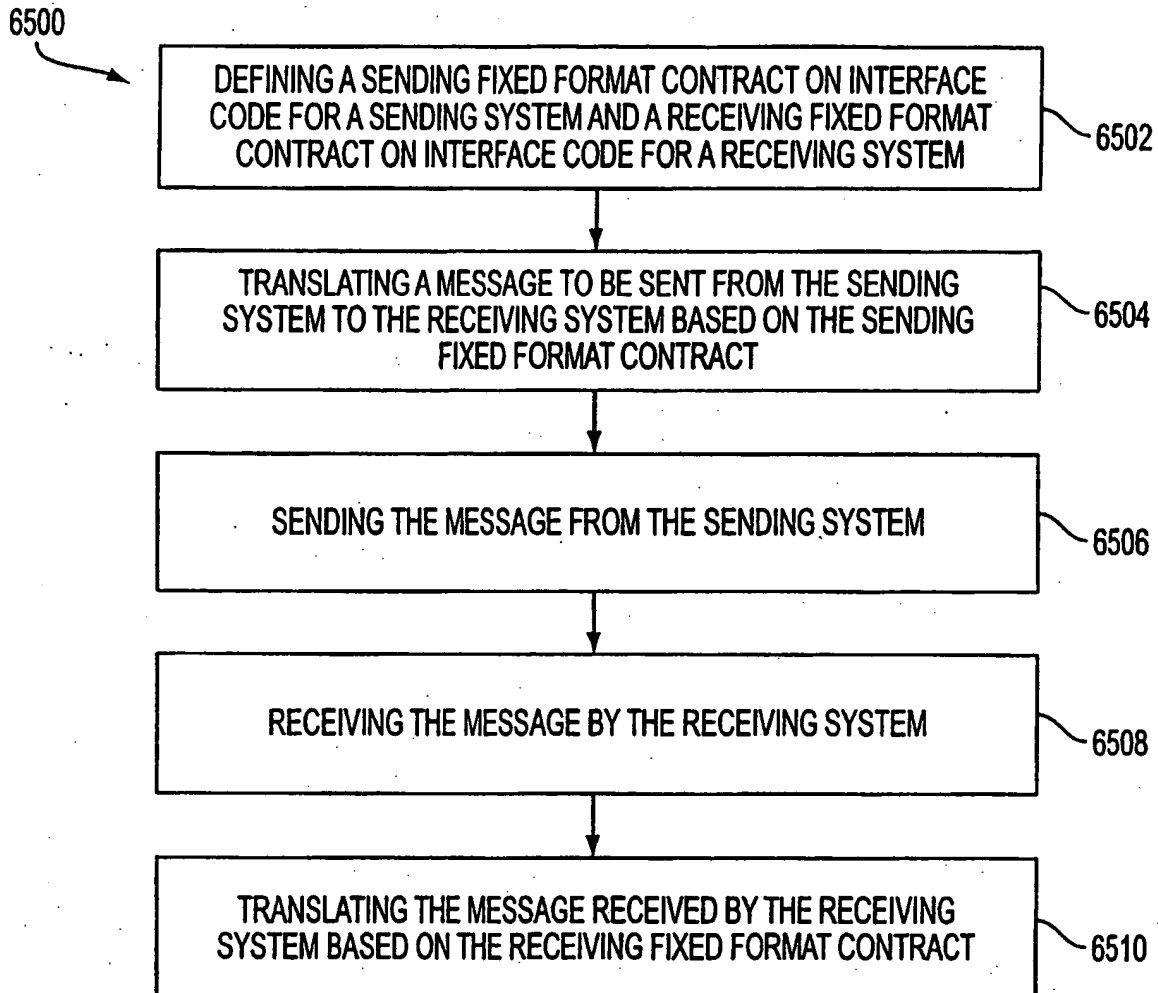 6500
DEFINING A SENDING FIXED FORMAT CONTRACT ON INTERFACE
CODE FOR A SENDING SYSTEM AND A RECEIVING FIXED FORMAT
CONTRACT ON INTERFACE CODE FOR A RECEIVING SYSTEM
6502
TRANSLATING A MESSAGE TO BE SENT FROM THE SENDING
SYSTEM TO THE RECEIVING SYSTEM BASED ON THE SENDING
FIXED FORMAT CONTRACT
6504
SENDING THE MESSAGE FROM THE SENDING SYSTEM
6506
RECEIVING THE MESSAGE BY THE RECEIVING SYSTEM
6508
TRANSLATING THE MESSAGE RECEIVED BY THE RECEIVING
SYSTEM BASED ON THE RECEIVING FIXED FORMAT CONTRACT
6510